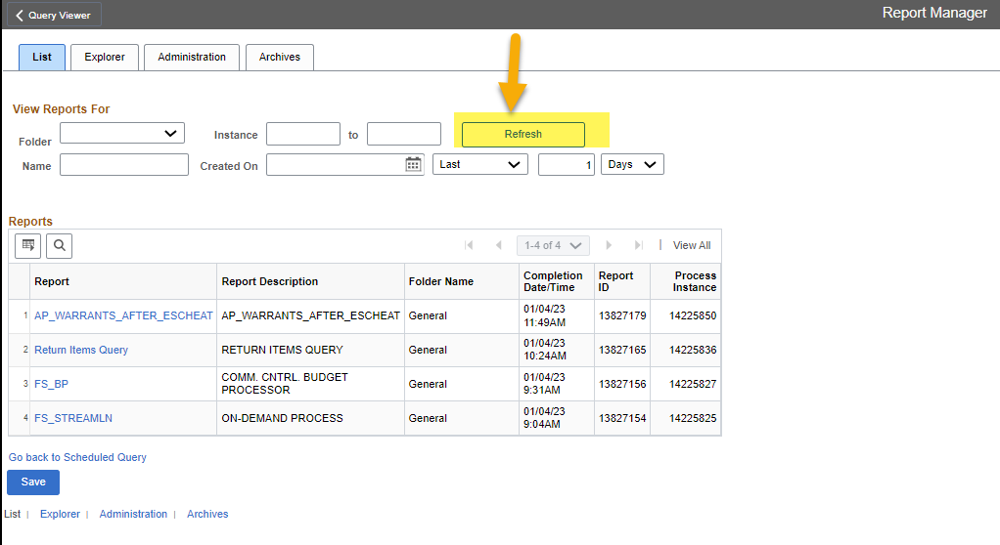 Query Viewer
Report Manager
List Explorer Administration Archives
View Reports For
Folder Instance to Refresh
Name Created On Last 1 Days
Reports
1-4 of 4 | View All
Report Report Description Folder Name Completion Date/Time Report ID Process Instance
1 AP_WARRANTS_AFTER_ESCHEAT AP_WARRANTS_AFTER_ESCHEAT General 01/04/23 11:49AM 13827179 14225850
2 Return Items Query RETURN ITEMS QUERY General 01/04/23 10:24AM 13827165 14225836
3 FS_BP COMM. CNTRL. BUDGET PROCESSOR General 01/04/23 9:31AM 13827156 14225827
4 FS_STREAMLN ON-DEMAND PROCESS General 01/04/23 9:04AM 13827154 14225825
Go back to Scheduled Query
Save
List | Explorer | Administration | Archives